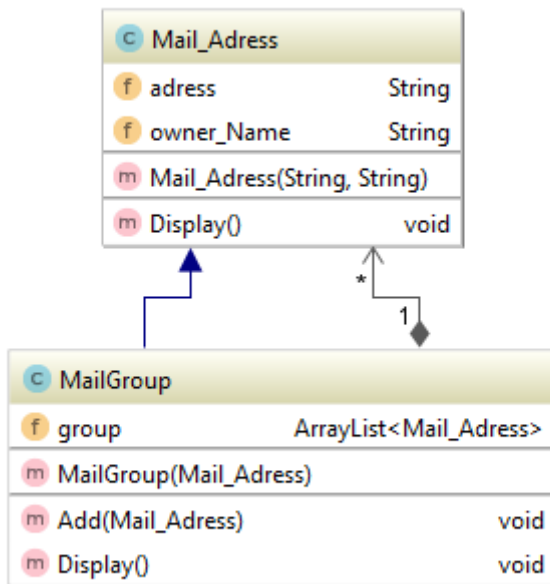 C Mail_Adress
f adress String
f owner_Name String
m Mail_Adress(String, String)
m Display() void
*
1
C MailGroup
f group ArrayList<Mail_Adress>
m MailGroup(Mail_Adress)
m Add(Mail_Adress) void
m Display() void